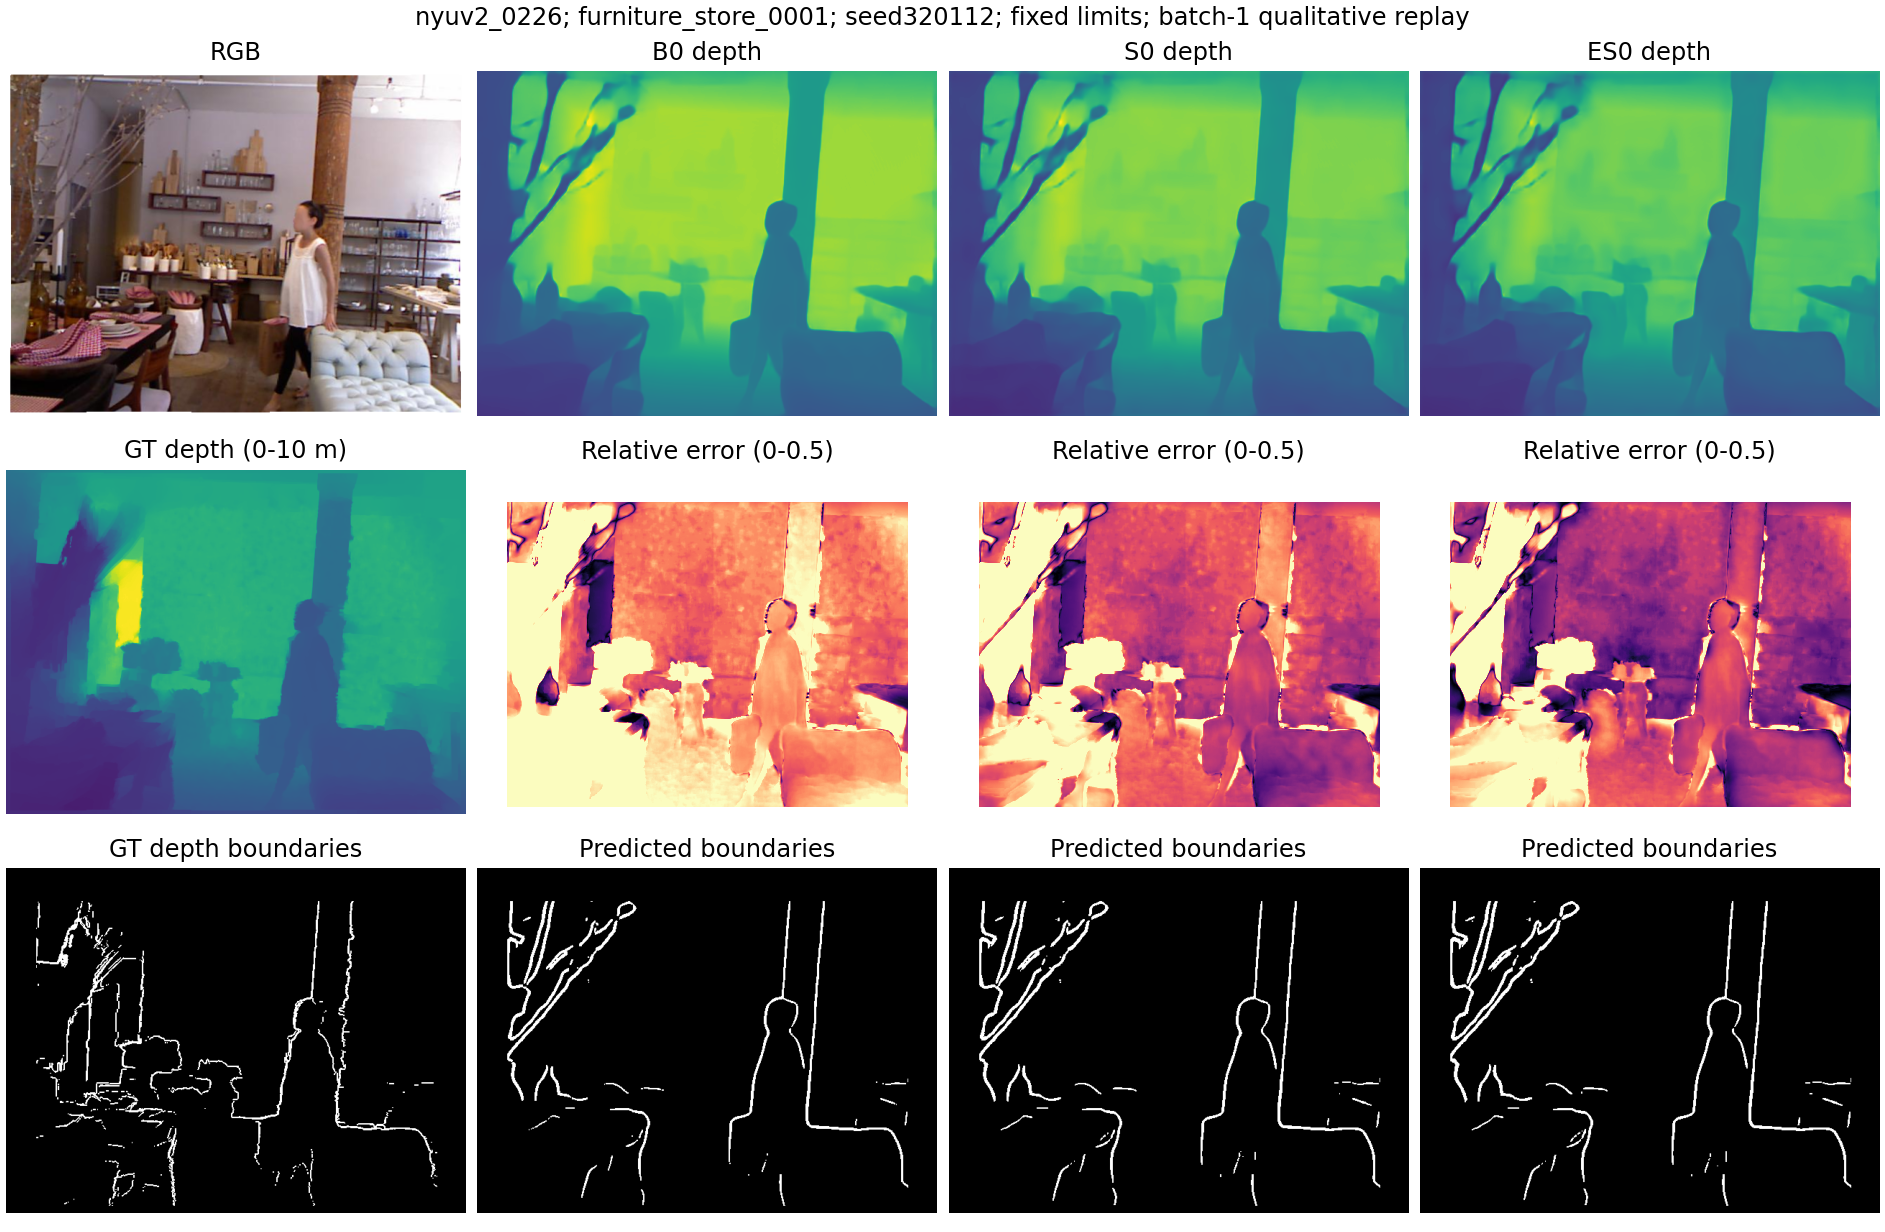 nyuv2_0226; furniture_store_0001; seed320112; fixed limits; batch-1 qualitative replay
RGB
B0 depth
S0 depth
ES0 depth
GT depth (0-10 m)
Relative error (0-0.5)
Relative error (0-0.5)
Relative error (0-0.5)
GT depth boundaries
Predicted boundaries
Predicted boundaries
Predicted boundaries